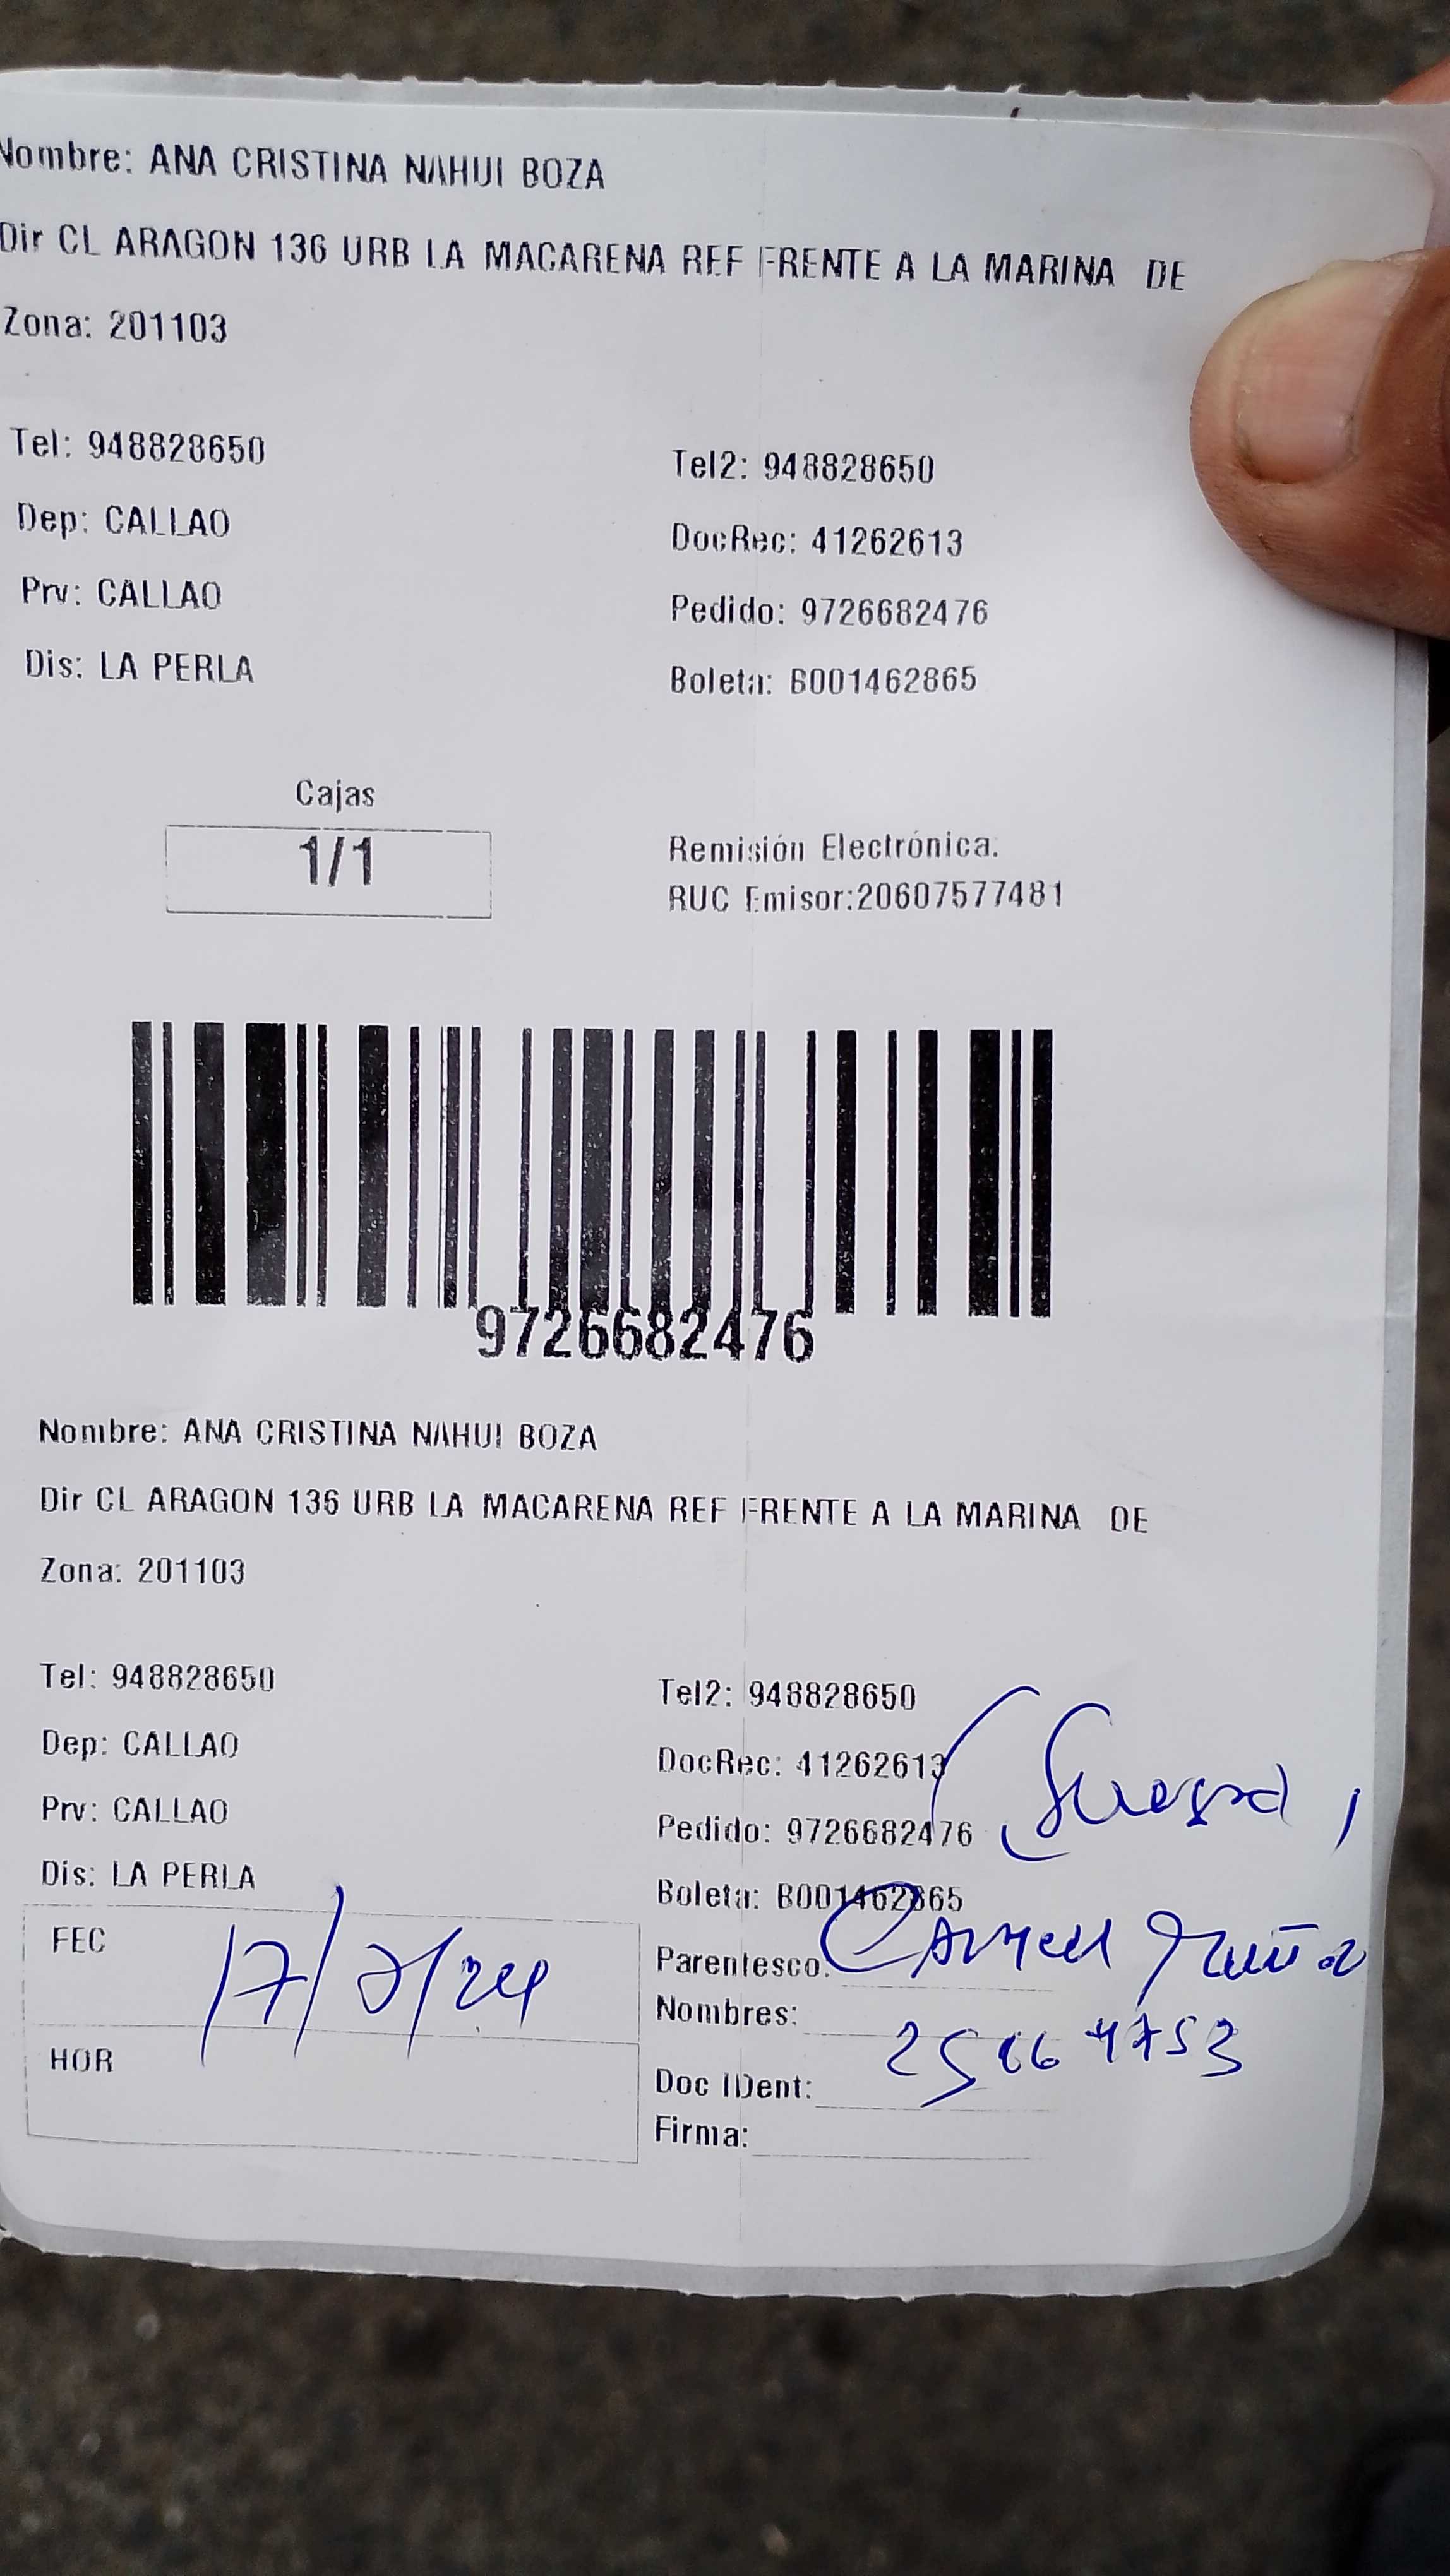 Nombre: ANA CRISTINA NAHUI BOZA
Dir CL ARAGON 136 URB LA MACARENA REF FRENTE A LA MARINA DE
Zona: 201103
Tel: 948828650
Tel2: 948828650
Dep: CALLAO
DocRec: 41262613
Prv: CALLAO
Pedido: 9726682476
Dis: LA PERLA
Boleta: B001462865
Cajas
1/1
Remisión Electrónica:
RUC Emisor:20607577481
9726682476
Nombre: ANA CRISTINA NAHUI BOZA
Dir CL ARAGON 136 URB LA MACARENA REF FRENTE A LA MARINA DE
Zona: 201103
Tel: 948828650
Tel2: 948828650
Dep: CALLAO
DocRec: 41262613
Prv: CALLAO
Pedido: 9726682476
(Suegra)
Dis: LA PERLA
Boleta: B001462865
FEC
Parentesco: Carmen Muñoz
Nombres:
HOR
Doc IDent:
Firma: